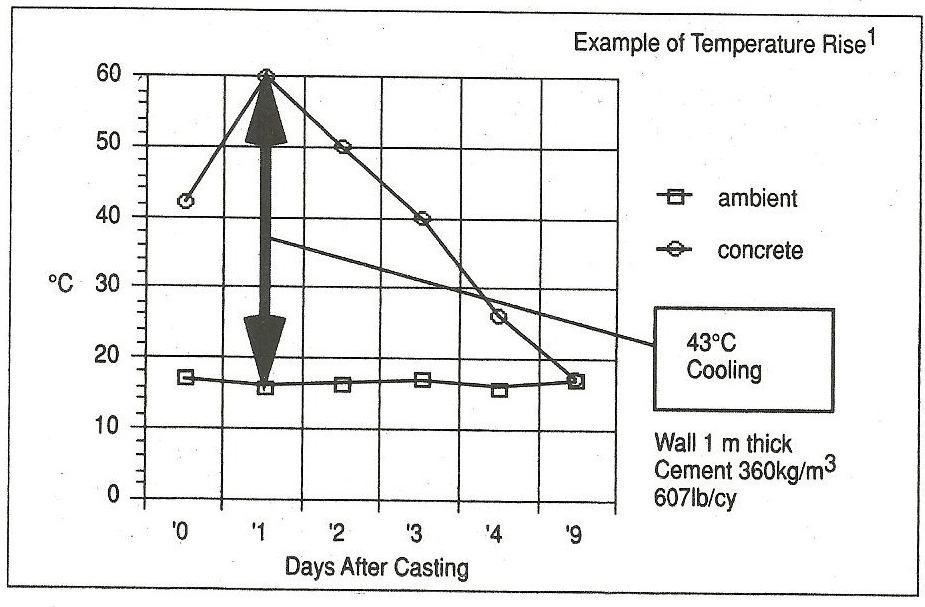 Example of Temperature Rise1
60
50
40
°C 30
20
10
0
'0 '1 '2 '3 '4 '9
Days After Casting
ambient
concrete
43°C
Cooling
Wall 1 m thick
Cement 360kg/m3
607lb/cy